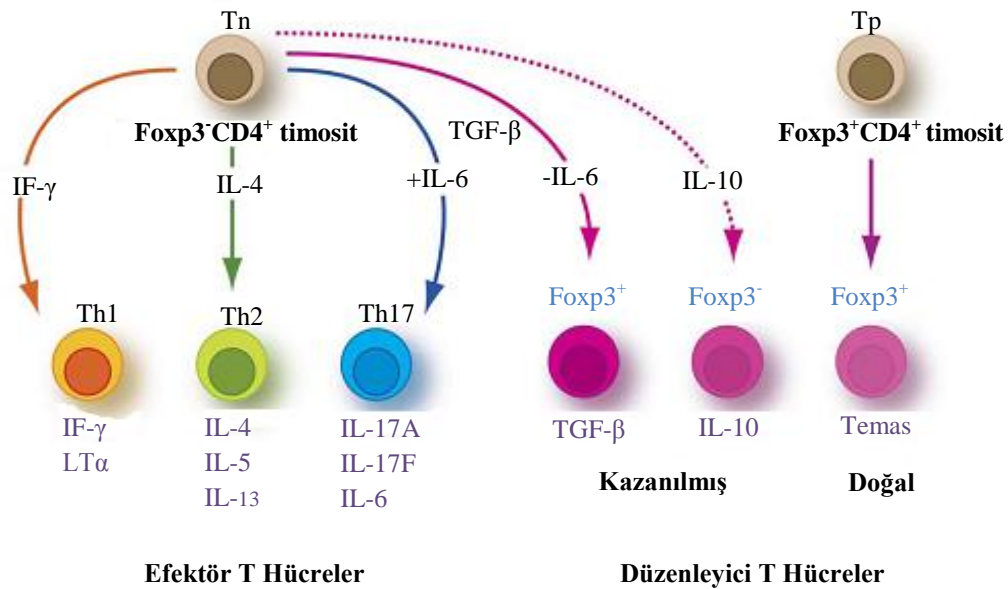 Tn
Tp
Foxp3⁻CD4⁺ timosit
Foxp3⁺CD4⁺ timosit
TGF-β
IF-γ
IL-4
+IL-6
-IL-6
IL-10
Foxp3⁺
Foxp3⁻
Foxp3⁺
Th1
Th2
Th17
IF-γ
LTα
IL-4
IL-5
IL-13
IL-17A
IL-17F
IL-6
TGF-β
IL-10
Temas
Kazanılmış
Doğal
Efektör T Hücreler
Düzenleyici T Hücreler